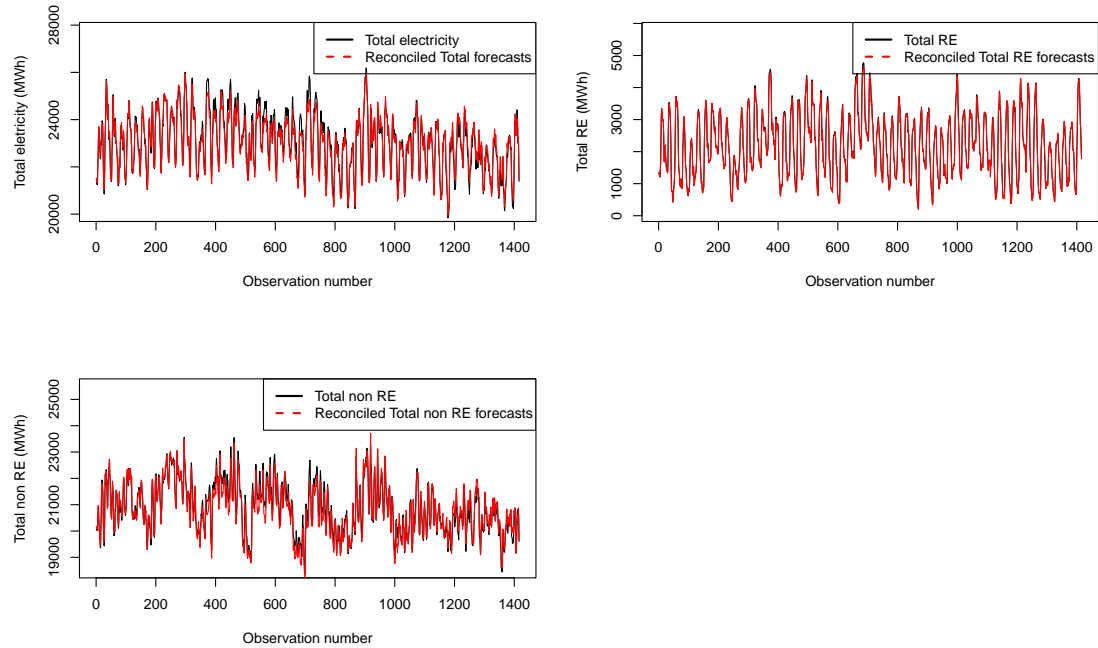 Total electricity (MWh)
28000
24000
20000
Total electricity
Reconciled Total forecasts
0 200 400 600 800 1000 1200 1400
Observation number
Total RE (MWh)
5000
3000
1000
0
Total RE
Reconciled Total RE forecasts
0 200 400 600 800 1000 1200 1400
Observation number
Total non RE (MWh)
25000
23000
21000
19000
Total non RE
Reconciled Total non RE forecasts
0 200 400 600 800 1000 1200 1400
Observation number